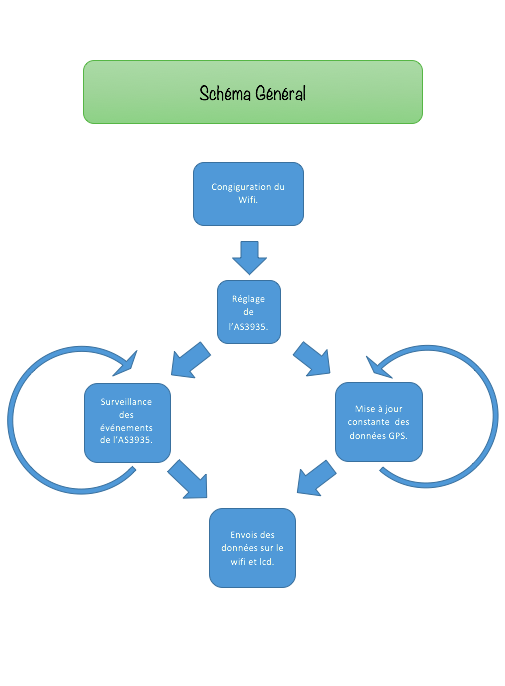 Schéma Général
Congiguration du
Wifi.
Réglage
de
l'AS3935.
Surveillance
des
événements
de l'AS3935.
Mise à jour
constante des
données GPS.
Envois des
données sur le
wifi et lcd.